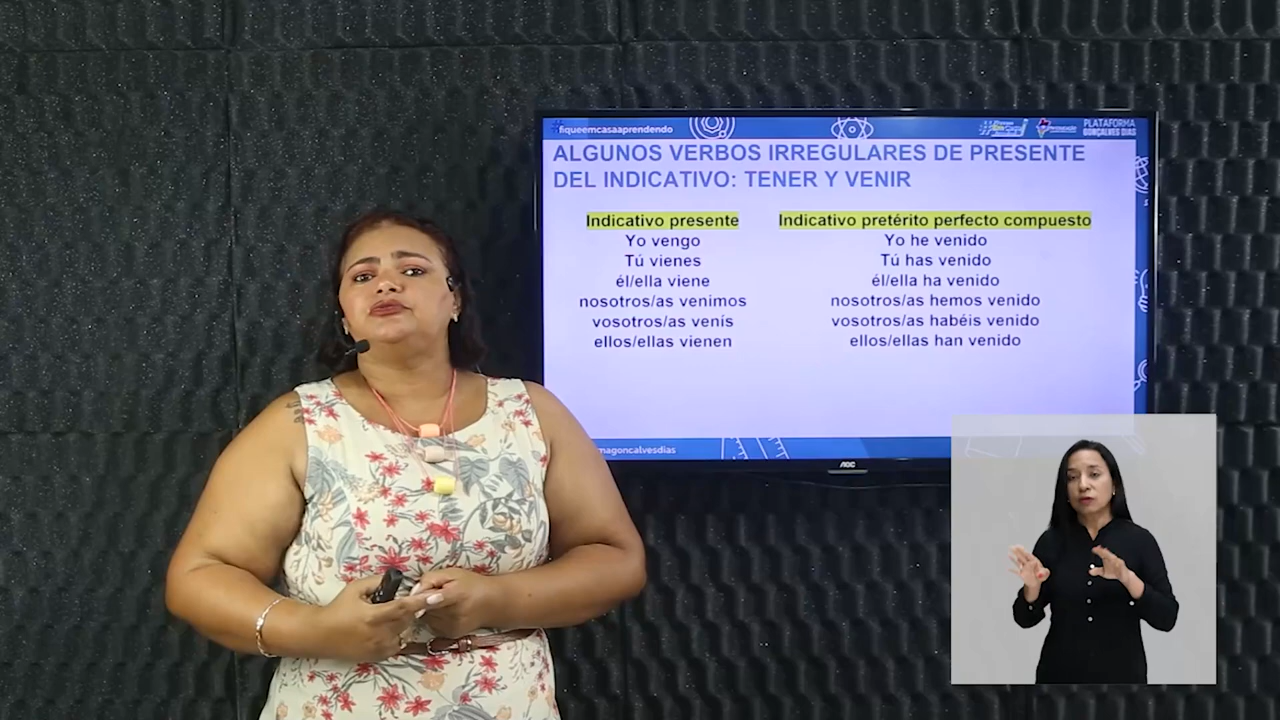 #fiqueemcasaaprendendo
PLATAFORMA
GONÇALVES DIAS
ALGUNOS VERBOS IRREGULARES DE PRESENTE
DEL INDICATIVO: TENER Y VENIR
Indicativo presente
Yo vengo
Tú vienes
él/ella viene
nosotros/as venimos
vosotros/as venís
ellos/ellas vienen
Indicativo pretérito perfecto compuesto
Yo he venido
Tú has venido
él/ella ha venido
nosotros/as hemos venido
vosotros/as habéis venido
ellos/ellas han venido
magoncalvesdias
AOC